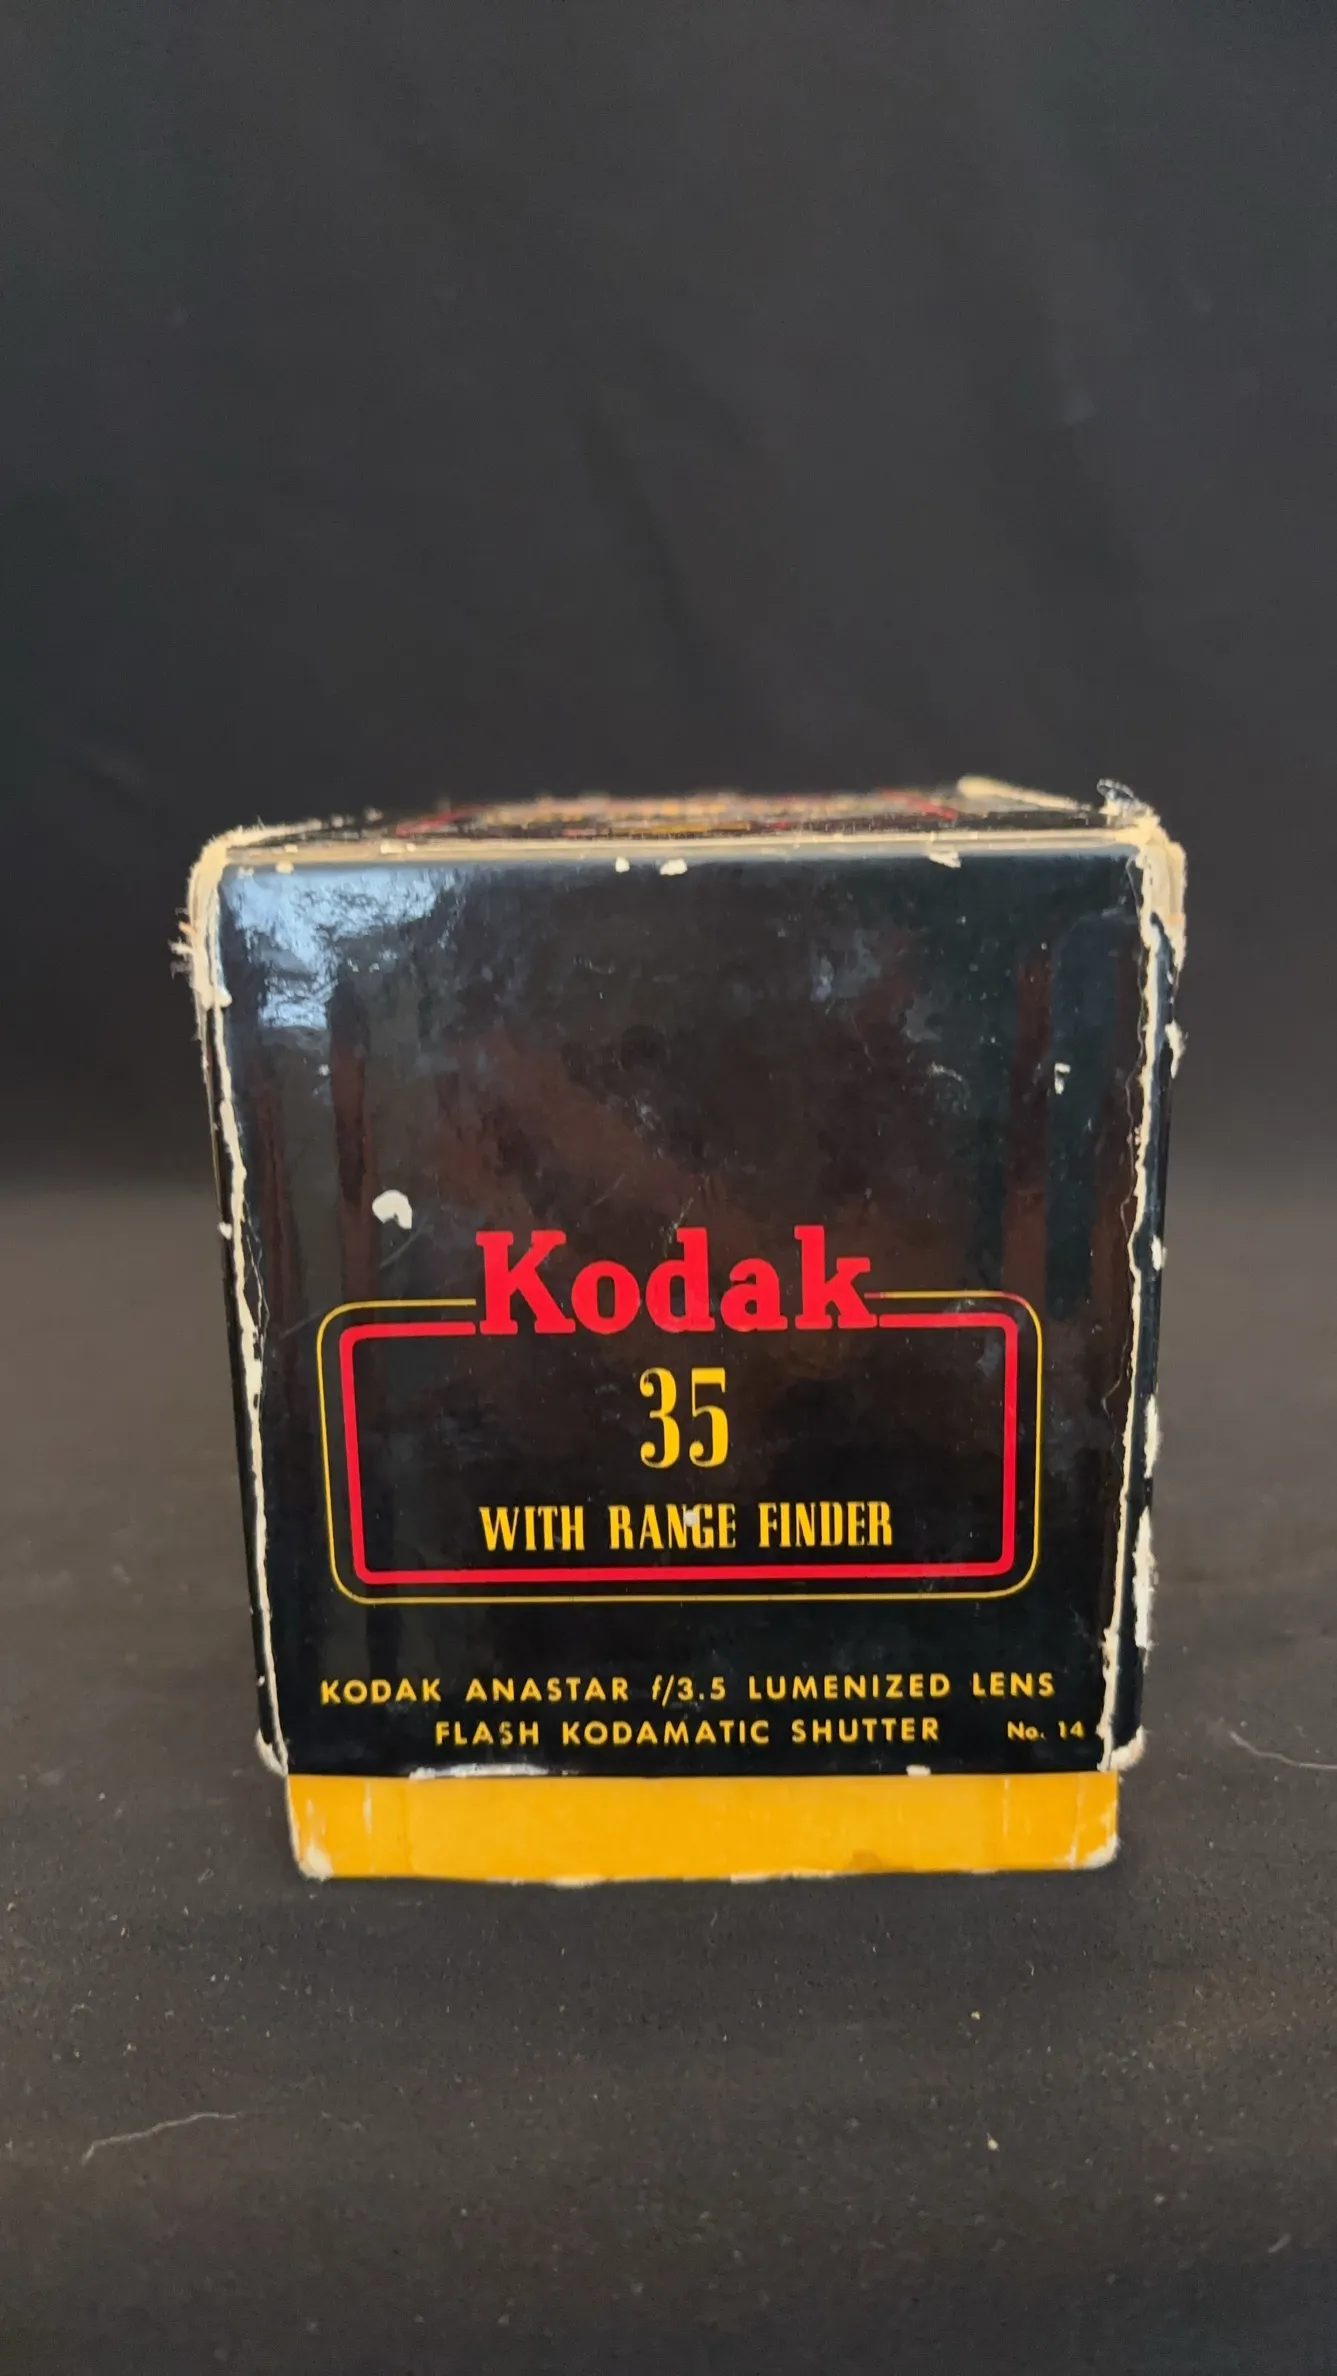 Kodak
35
WITH RANGE FINDER
KODAK ANASTAR f/3.5 LUMENIZED LENS
FLASH KODAMATIC SHUTTER No. 14